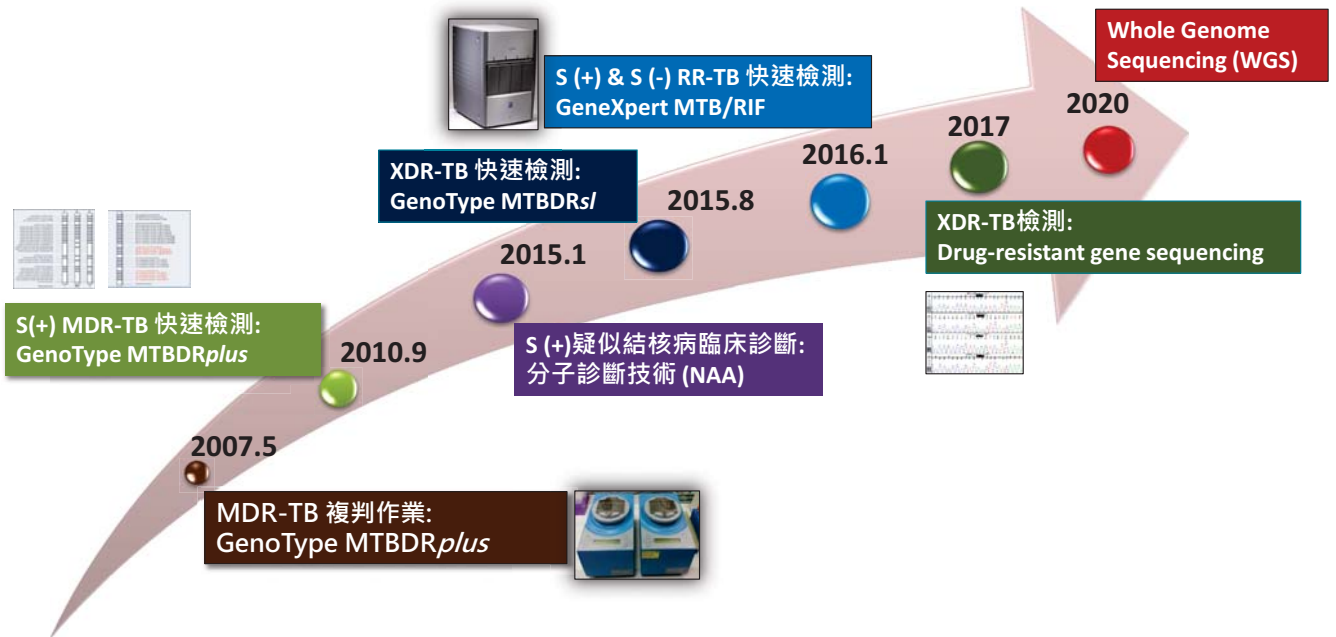 Whole Genome
Sequencing (WGS)
2020
S (+) & S (-) RR-TB 快速檢測:
GeneXpert MTB/RIF
2017
2016.1
XDR-TB 快速檢測:
GenoType MTBDRsl
2015.8
XDR-TB檢測:
Drug-resistant gene sequencing
2015.1
S (+)疑似結核病臨床診斷:
分子診斷技術 (NAA)
S(+) MDR-TB 快速檢測:
GenoType MTBDRplus
2010.9
2007.5
MDR-TB 複判作業:
GenoType MTBDRplus